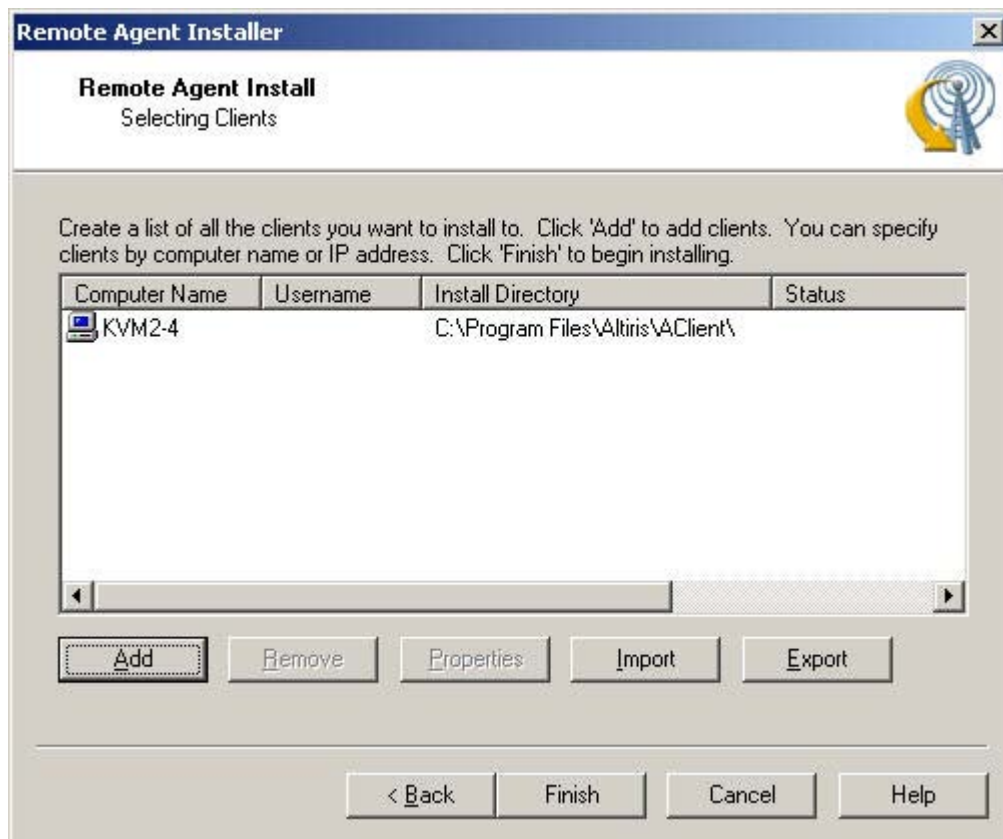 Remote Agent Installer
Remote Agent Install
Selecting Clients
Create a list of all the clients you want to install to.  Click 'Add' to add clients.  You can specify
clients by computer name or IP address.  Click 'Finish' to begin installing.
Computer Name Username Install Directory Status
KVM2-4 C:\Program Files\Altiris\AClient\
Add Remove Properties Import Export
< Back Finish Cancel Help